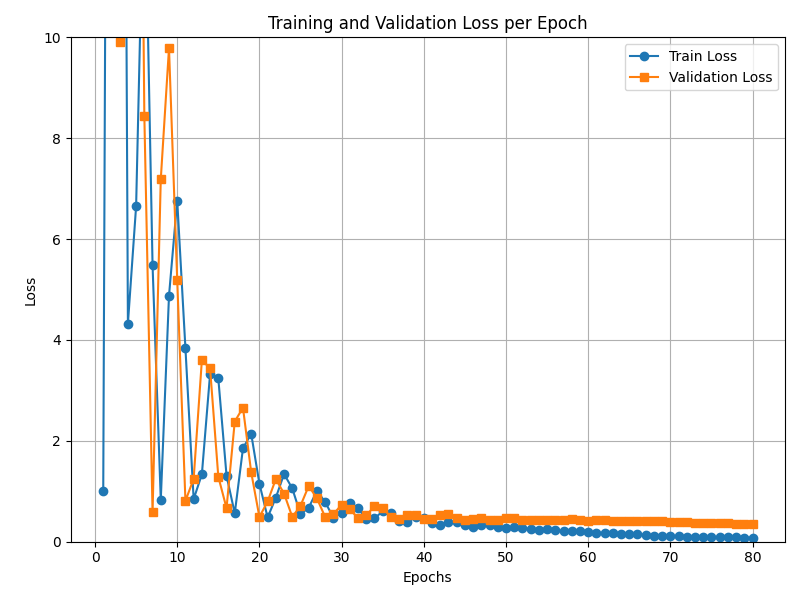 Training and Validation Loss per Epoch
Train Loss
Validation Loss
10
8
6
4
2
0
Loss
0 10 20 30 40 50 60 70 80
Epochs